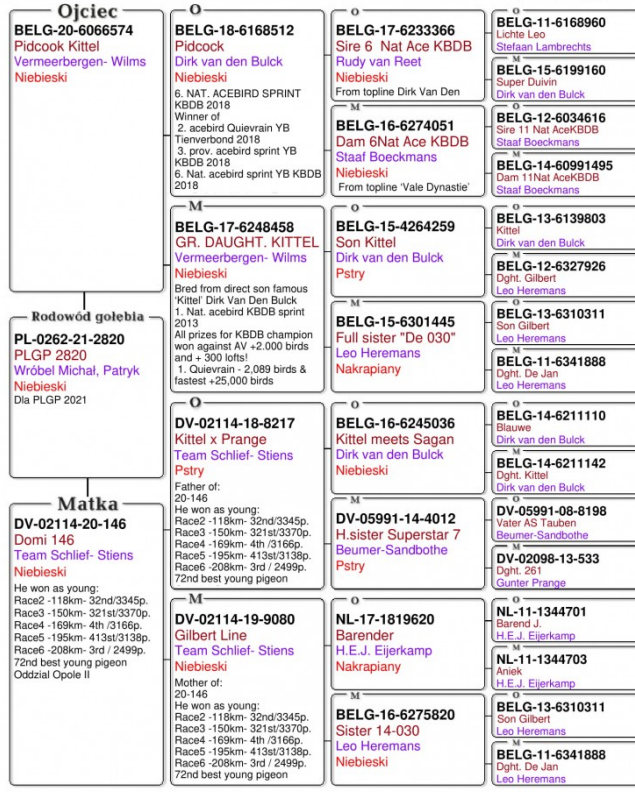 Ojciec
BELG-20-6066574
Pidcook Kittel
Vermeerbergen- Wilms
Niebieski
Rodowód gołębia
PL-0262-21-2820
PLGP 2820
Wróbel Michał, Patryk
Niebieski
Dla PLGP 2021
Matka
DV-02114-20-146
Domi 146
Team Schlief- Stiens
Niebieski
He won as young:
Race2 -118km- 32nd/3345p.
Race3 -150km- 321st/3370p.
Race4 -169km- 4th /3166p.
Race5 -195km- 413st/3138p.
Race6 -208km- 3rd / 2499p.
72nd best young pigeon
Oddzial Opole II
O
BELG-18-6168512
Pidcock
Dirk van den Bulck
Niebieski
6. NAT. ACEBIRD SPRINT
KBDB 2018
Winner of
2. acebird Quievrain YB
Tienverbond 2018
3. prov. acebird sprint YB
KBDB 2018
6. Nat. acebird sprint YB KBDB
2018
M
BELG-17-6248458
GR. DAUGHT. KITTEL
Vermeerbergen- Wilms
Niebieski
Bred from direct son famous
'Kittel' Dirk Van Den Bulck
1. Nat. acebird KBDB sprint
2013
All prizes for KBDB champion
won against AV +2.000 birds
and + 300 lofts!
1. Quievrain - 2,089 birds &
fastest +25,000 birds
O
DV-02114-18-8217
Kittel x Prange
Team Schlief- Stiens
Pstry
Father of:
20-146
He won as young:
Race2 -118km- 32nd/3345p.
Race3 -150km- 321st/3370p.
Race4 -169km- 4th /3166p.
Race5 -195km- 413st/3138p.
Race6 -208km- 3rd / 2499p.
72nd best young pigeon
M
DV-02114-19-9080
Gilbert Line
Team Schlief- Stiens
Niebieski
Mother of:
20-146
He won as young:
Race2 -118km- 32nd/3345p.
Race3 -150km- 321st/3370p.
Race4 -169km- 4th /3166p.
Race5 -195km- 413st/3138p.
Race6 -208km- 3rd / 2499p.
72nd best young pigeon
O
BELG-17-6233366
Sire 6 Nat Ace KBDB
Rudy van Reet
Niebieski
From topline Dirk Van Den
M
BELG-16-6274051
Dam 6Nat Ace KBDB
Staaf Boeckmans
Niebieski
From topline 'Vale Dynastie'
O
BELG-15-4264259
Son Kittel
Dirk van den Bulck
Pstry
M
BELG-15-6301445
Full sister "De 030"
Leo Heremans
Nakrapiany
O
BELG-16-6245036
Kittel meets Sagan
Dirk van den Bulck
Niebieski
M
DV-05991-14-4012
H.sister Superstar 7
Beumer-Sandbothe
Pstry
O
NL-17-1819620
Barender
H.E.J. Eijerkamp
Nakrapiany
M
BELG-16-6275820
Sister 14-030
Leo Heremans
Niebieski
O
BELG-11-6168960
Lichte Leo
Stefaan Lambrechts
M
BELG-15-6199160
Super Duivin
Dirk van den Bulck
O
BELG-12-6034616
Sire 11 Nat AceKBDB
Staaf Boeckmans
M
BELG-14-60991495
Dam 11Nat AceKBDB
Staaf Boeckmans
O
BELG-13-6139803
Kittel
Dirk van den Bulck
M
BELG-12-6327926
Dght. Gilbert
Leo Heremans
O
BELG-13-6310311
Son Gilbert
Leo Heremans
M
BELG-11-6341888
Dght. De Jan
Leo Heremans
O
BELG-14-6211110
Blauwe
Dirk van den Bulck
M
BELG-14-6211142
Dght. Kittel
Dirk van den Bulck
O
DV-05991-08-8198
Vater AS Tauben
Beumer-Sandbothe
M
DV-02098-13-533
Dght. 261
Gunter Prange
O
NL-11-1344701
Barend J.
H.E.J. Eijerkamp
M
NL-11-1344703
Aniek
H.E.J. Eijerkamp
O
BELG-13-6310311
Son Gilbert
Leo Heremans
M
BELG-11-6341888
Dght. De Jan
Leo Heremans